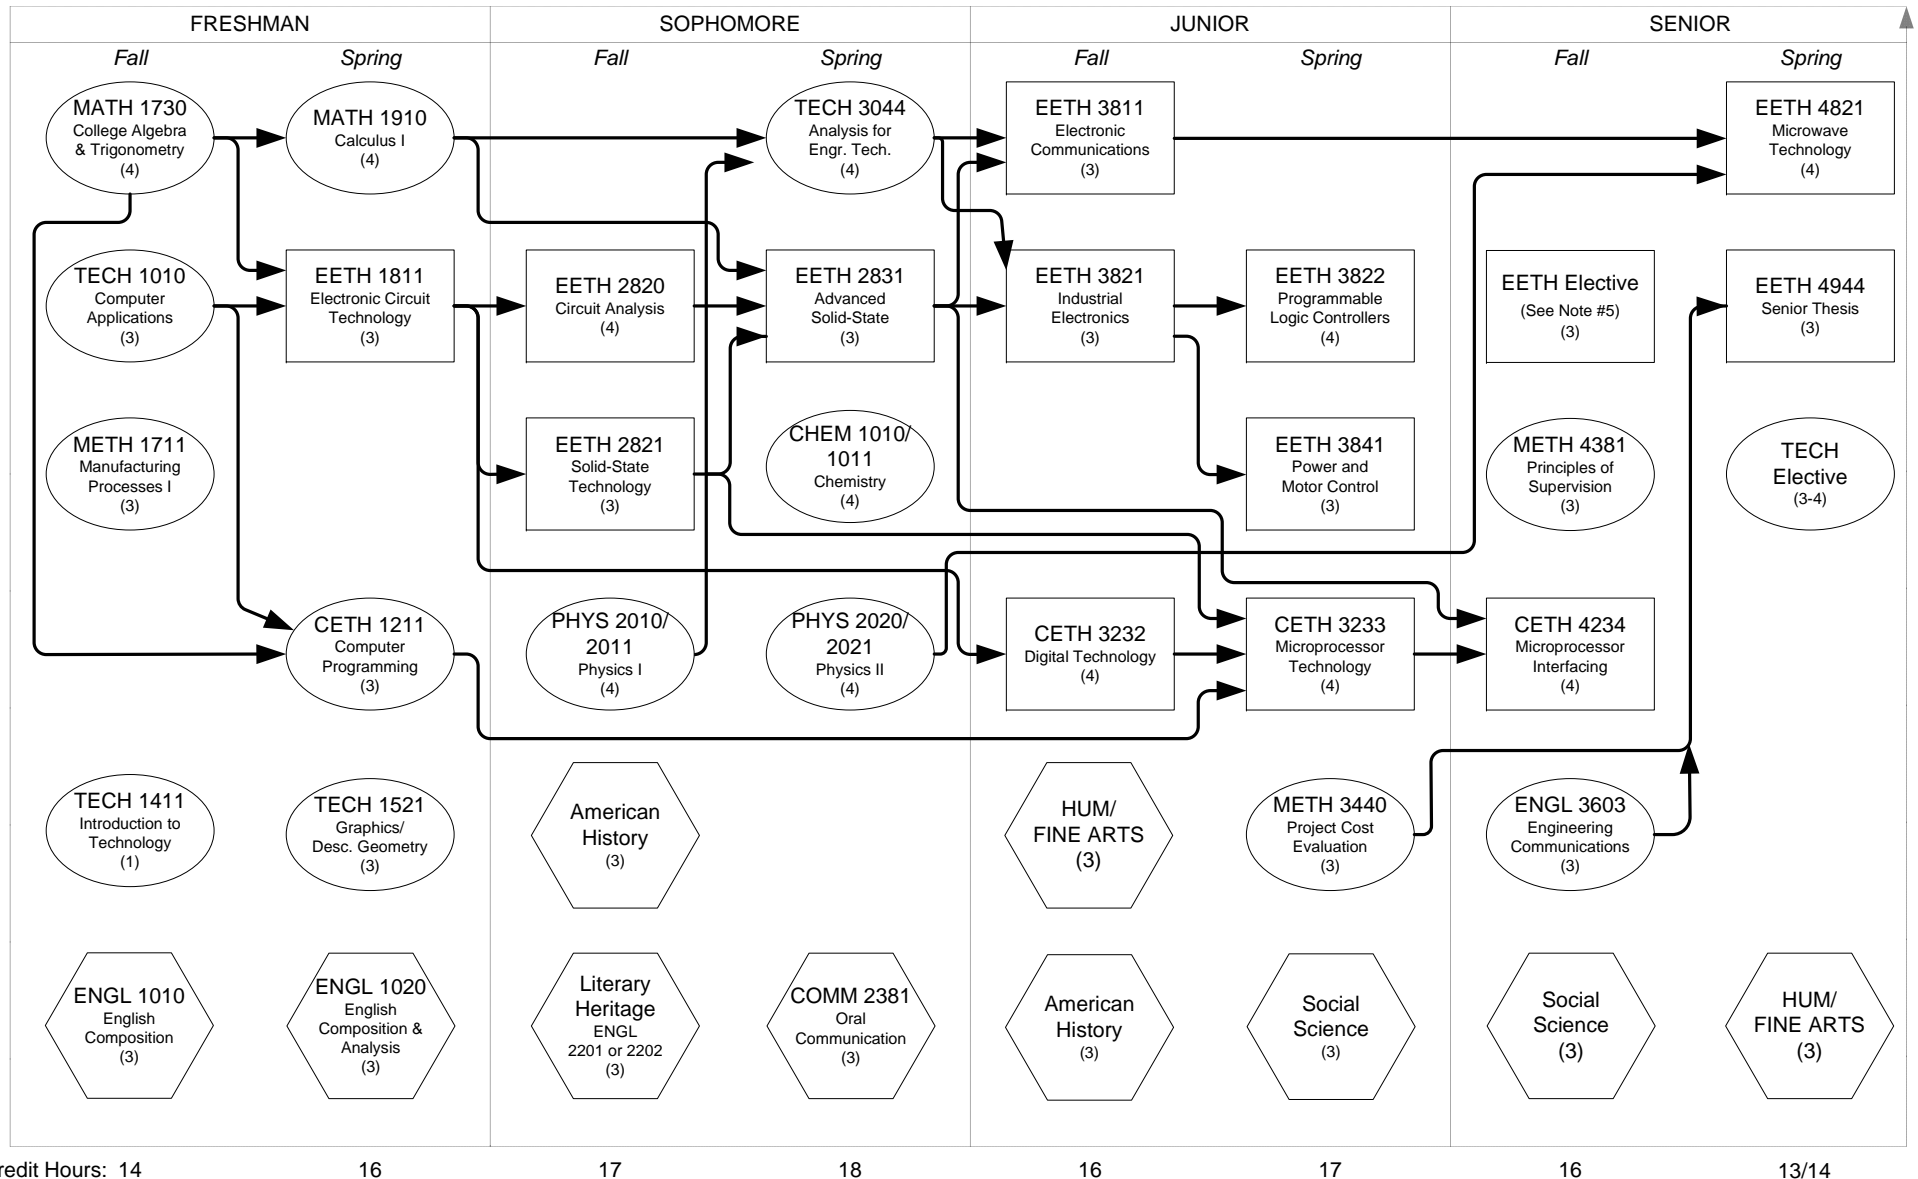 FRESHMAN
SOPHOMORE
JUNIOR
SENIOR
Fall
Spring
Fall
Spring
Fall
Spring
Fall
Spring
MATH 1730
College Algebra
& Trigonometry
(4)
MATH 1910
Calculus I
(4)
TECH 3044
Analysis for
Engr. Tech.
(4)
EETH 3811
Electronic
Communications
(3)
EETH 4821
Microwave
Technology
(4)
TECH 1010
Computer
Applications
(3)
EETH 1811
Electronic Circuit
Technology
(3)
EETH 2820
Circuit Analysis
(4)
EETH 2831
Advanced
Solid-State
(3)
EETH 3821
Industrial
Electronics
(3)
EETH 3822
Programmable
Logic Controllers
(4)
EETH Elective
(See Note #5)
(3)
EETH 4944
Senior Thesis
(3)
METH 1711
Manufacturing
Processes I
(3)
EETH 2821
Solid-State
Technology
(3)
CHEM 1010/
1011
Chemistry
(4)
EETH 3841
Power and
Motor Control
(3)
METH 4381
Principles of
Supervision
(3)
TECH
Elective
(3-4)
CETH 1211
Computer
Programming
(3)
PHYS 2010/
2011
Physics I
(4)
PHYS 2020/
2021
Physics II
(4)
CETH 3232
Digital Technology
(4)
CETH 3233
Microprocessor
Technology
(4)
CETH 4234
Microprocessor
Interfacing
(4)
TECH 1411
Introduction to
Technology
(1)
TECH 1521
Graphics/
Desc. Geometry
(3)
American
History
(3)
HUM/
FINE ARTS
(3)
METH 3440
Project Cost
Evaluation
(3)
ENGL 3603
Engineering
Communications
(3)
ENGL 1010
English
Composition
(3)
ENGL 1020
English
Composition &
Analysis
(3)
Literary
Heritage
ENGL
2201 or 2202
(3)
COMM 2381
Oral
Communication
(3)
American
History
(3)
Social
Science
(3)
Social
Science
(3)
HUM/
FINE ARTS
(3)
redit Hours: 14
16
17
18
16
17
16
13/14